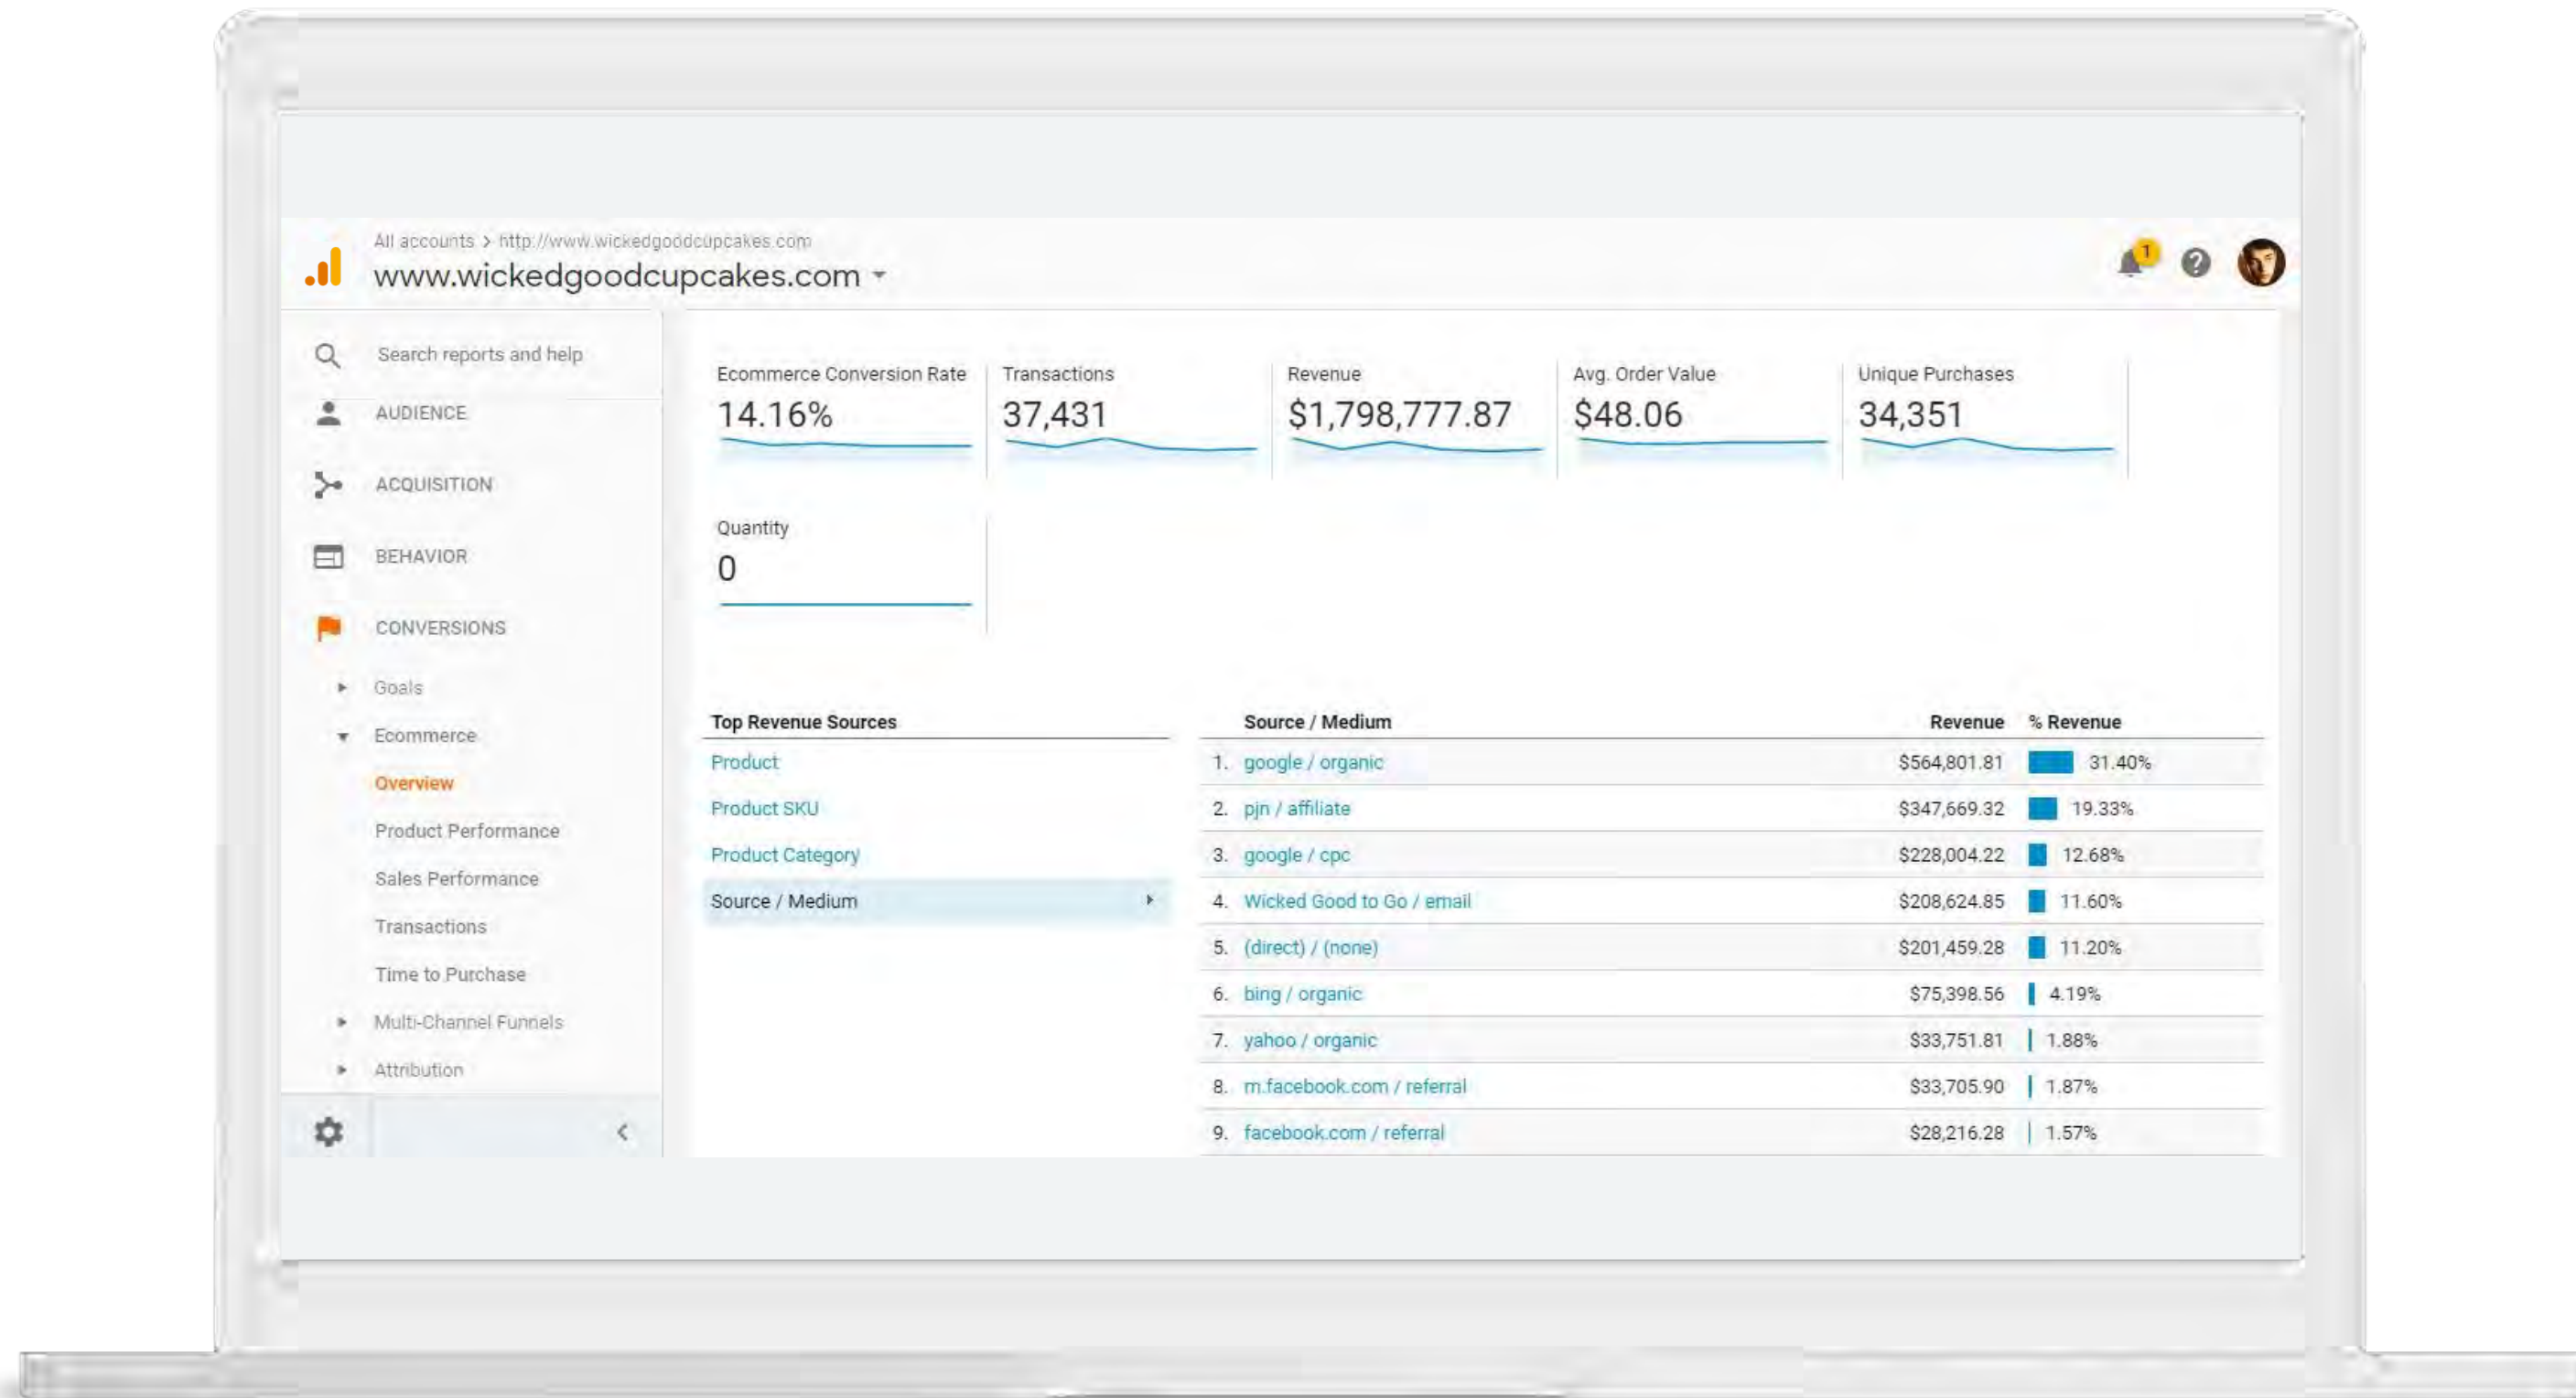 All accounts > http://www.wickedgoodcupcakes.com
www.wickedgoodcupcakes.com
1
Search reports and help
AUDIENCE
ACQUISITION
BEHAVIOR
CONVERSIONS
Goals
Ecommerce
Overview
Product Performance
Sales Performance
Transactions
Time to Purchase
Multi-Channel Funnels
Attribution
Ecommerce Conversion Rate
14.16%
Transactions
37,431
Revenue
$1,798,777.87
Avg. Order Value
$48.06
Unique Purchases
34,351
Quantity
0
Top Revenue Sources
Product
Product SKU
Product Category
Source / Medium
Source / Medium Revenue % Revenue
1. google / organic $564,801.81 31.40%
2. pjn / affiliate $347,669.32 19.33%
3. google / cpc $228,004.22 12.68%
4. Wicked Good to Go / email $208,624.85 11.60%
5. (direct) / (none) $201,459.28 11.20%
6. bing / organic $75,398.56 4.19%
7. yahoo / organic $33,751.81 1.88%
8. m.facebook.com / referral $33,705.90 1.87%
9. facebook.com / referral $28,216.28 1.57%